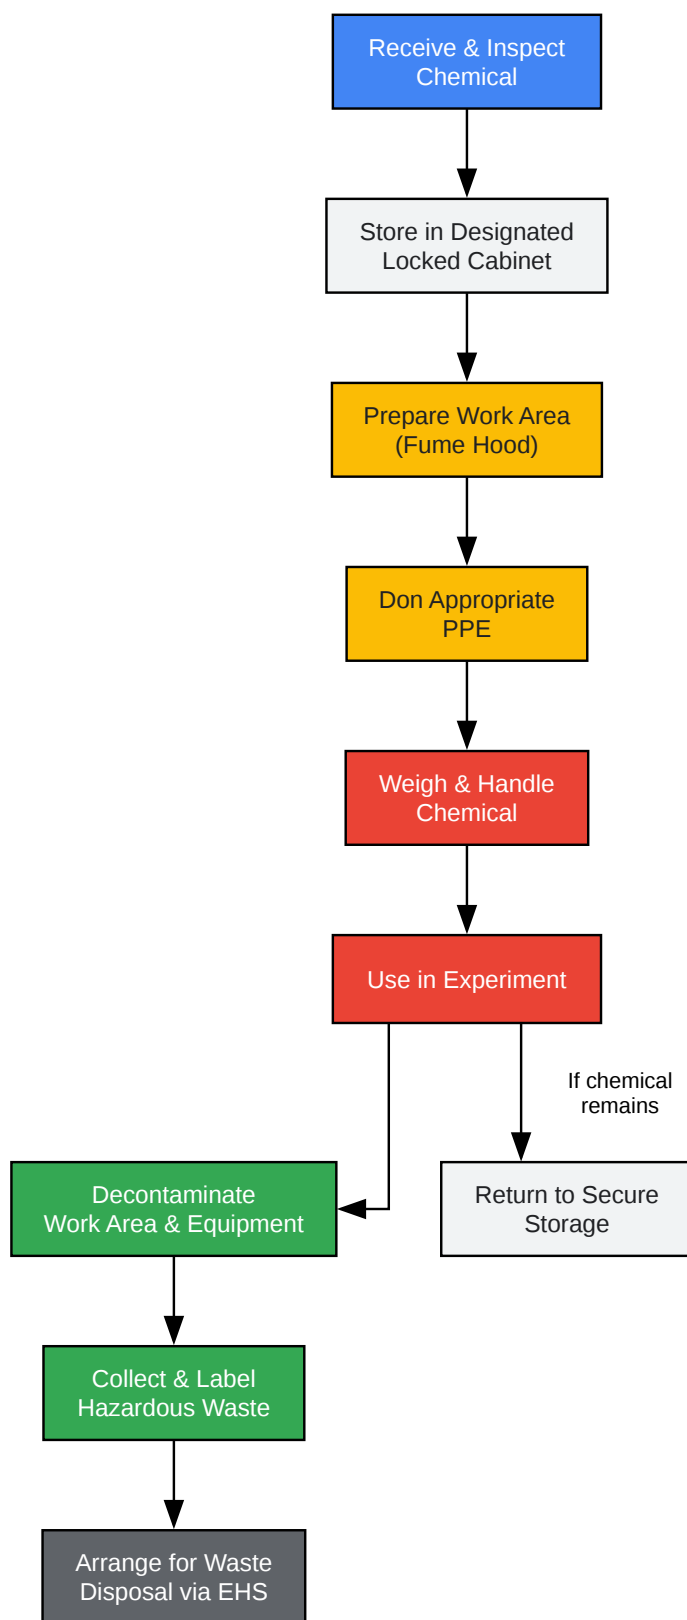 Receive & Inspect
Chemical
Store in Designated
Locked Cabinet
Prepare Work Area
(Fume Hood)
Don Appropriate
PPE
Weigh & Handle
Chemical
Use in Experiment
If chemical
remains
Decontaminate
Work Area & Equipment
Return to Secure
Storage
Collect & Label
Hazardous Waste
Arrange for Waste
Disposal via EHS